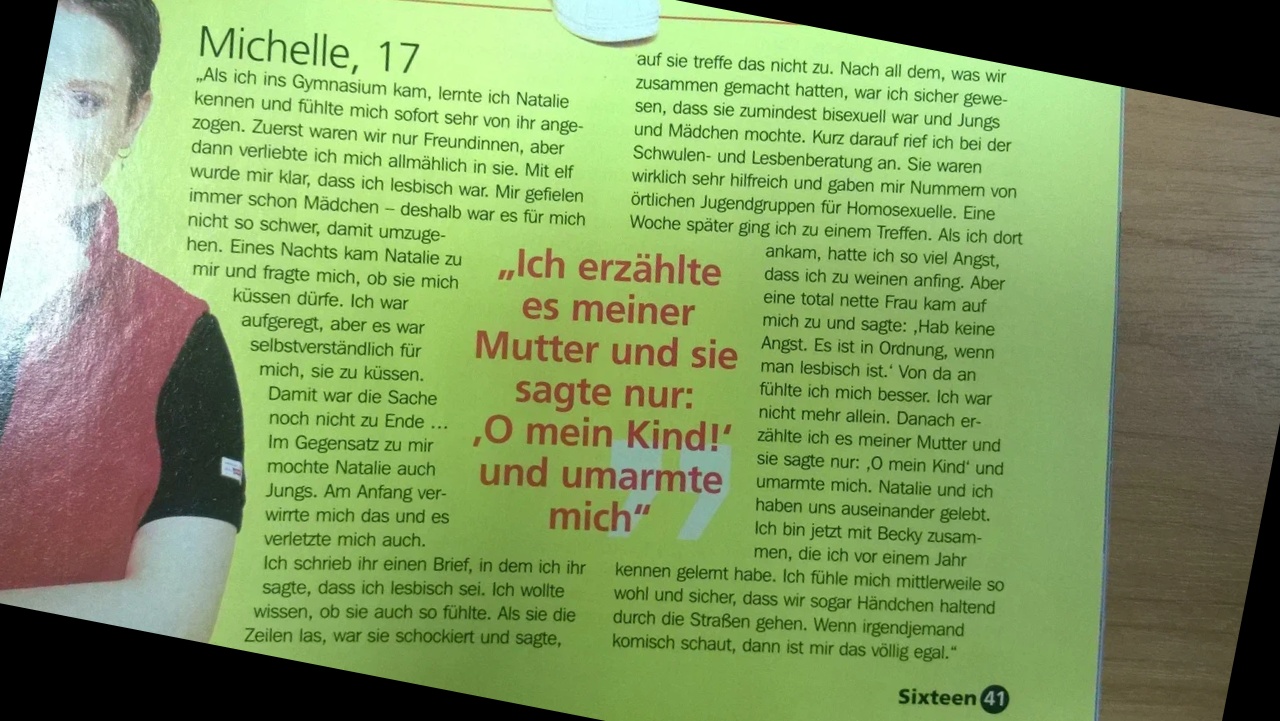 Michelle, 17
„Als ich ins Gymnasium kam, lernte ich Natalie
kennen und fühlte mich sofort sehr von ihr ange-
zogen. Zuerst waren wir nur Freundinnen, aber
dann verliebte ich mich allmählich in sie. Mit elf
wurde mir klar, dass ich lesbisch war. Mir gefielen
immer schon Mädchen – deshalb war es für mich
nicht so schwer, damit umzuge-
hen. Eines Nachts kam Natalie zu
mir und fragte mich, ob sie mich
küssen dürfe. Ich war
aufgeregt, aber es war
selbstverständlich für
mich, sie zu küssen.
Damit war die Sache
noch nicht zu Ende ...
Im Gegensatz zu mir
mochte Natalie auch
Jungs. Am Anfang ver-
wirrte mich das und es
verletzte mich auch.
Ich schrieb ihr einen Brief, in dem ich ihr
sagte, dass ich lesbisch sei. Ich wollte
wissen, ob sie auch so fühlte. Als sie die
Zeilen las, war sie schockiert und sagte,
„Ich erzählte
es meiner
Mutter und sie
sagte nur:
‚O mein Kind!‘
und umarmte
mich“
auf sie treffe das nicht zu. Nach all dem, was wir
zusammen gemacht hatten, war ich sicher gewe-
sen, dass sie zumindest bisexuell war und Jungs
und Mädchen mochte. Kurz darauf rief ich bei der
Schwulen- und Lesbenberatung an. Sie waren
wirklich sehr hilfreich und gaben mir Nummern von
örtlichen Jugendgruppen für Homosexuelle. Eine
Woche später ging ich zu einem Treffen. Als ich dort
ankam, hatte ich so viel Angst,
dass ich zu weinen anfing. Aber
eine total nette Frau kam auf
mich zu und sagte: ‚Hab keine
Angst. Es ist in Ordnung, wenn
man lesbisch ist.‘ Von da an
fühlte ich mich besser. Ich war
nicht mehr allein. Danach er-
zählte ich es meiner Mutter und
sie sagte nur: ‚O mein Kind‘ und
umarmte mich. Natalie und ich
haben uns auseinander gelebt.
Ich bin jetzt mit Becky zusam-
men, die ich vor einem Jahr
kennen gelernt habe. Ich fühle mich mittlerweile so
wohl und sicher, dass wir sogar Händchen haltend
durch die Straßen gehen. Wenn irgendjemand
komisch schaut, dann ist mir das völlig egal.“
Sixteen 41